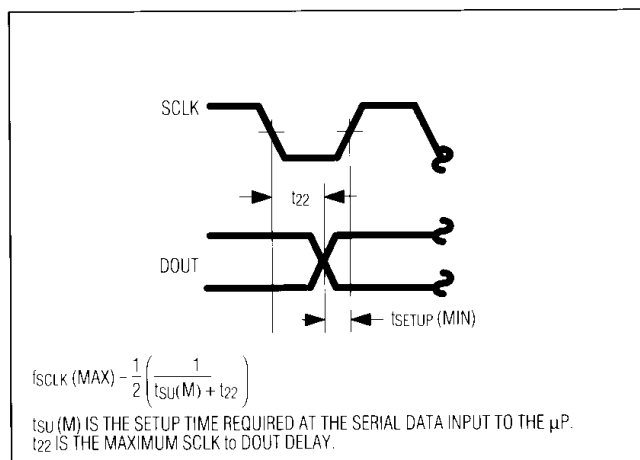 SCLK
t22
DOUT
tSETUP (MIN)
fSCLK (MAX) - 1/2 ( 1 / tSU(M) + t22 )
tSU (M) IS THE SETUP TIME REQUIRED AT THE SERIAL DATA INPUT TO THE µP.
t22 IS THE MAXIMUM SCLK to DOUT DELAY.